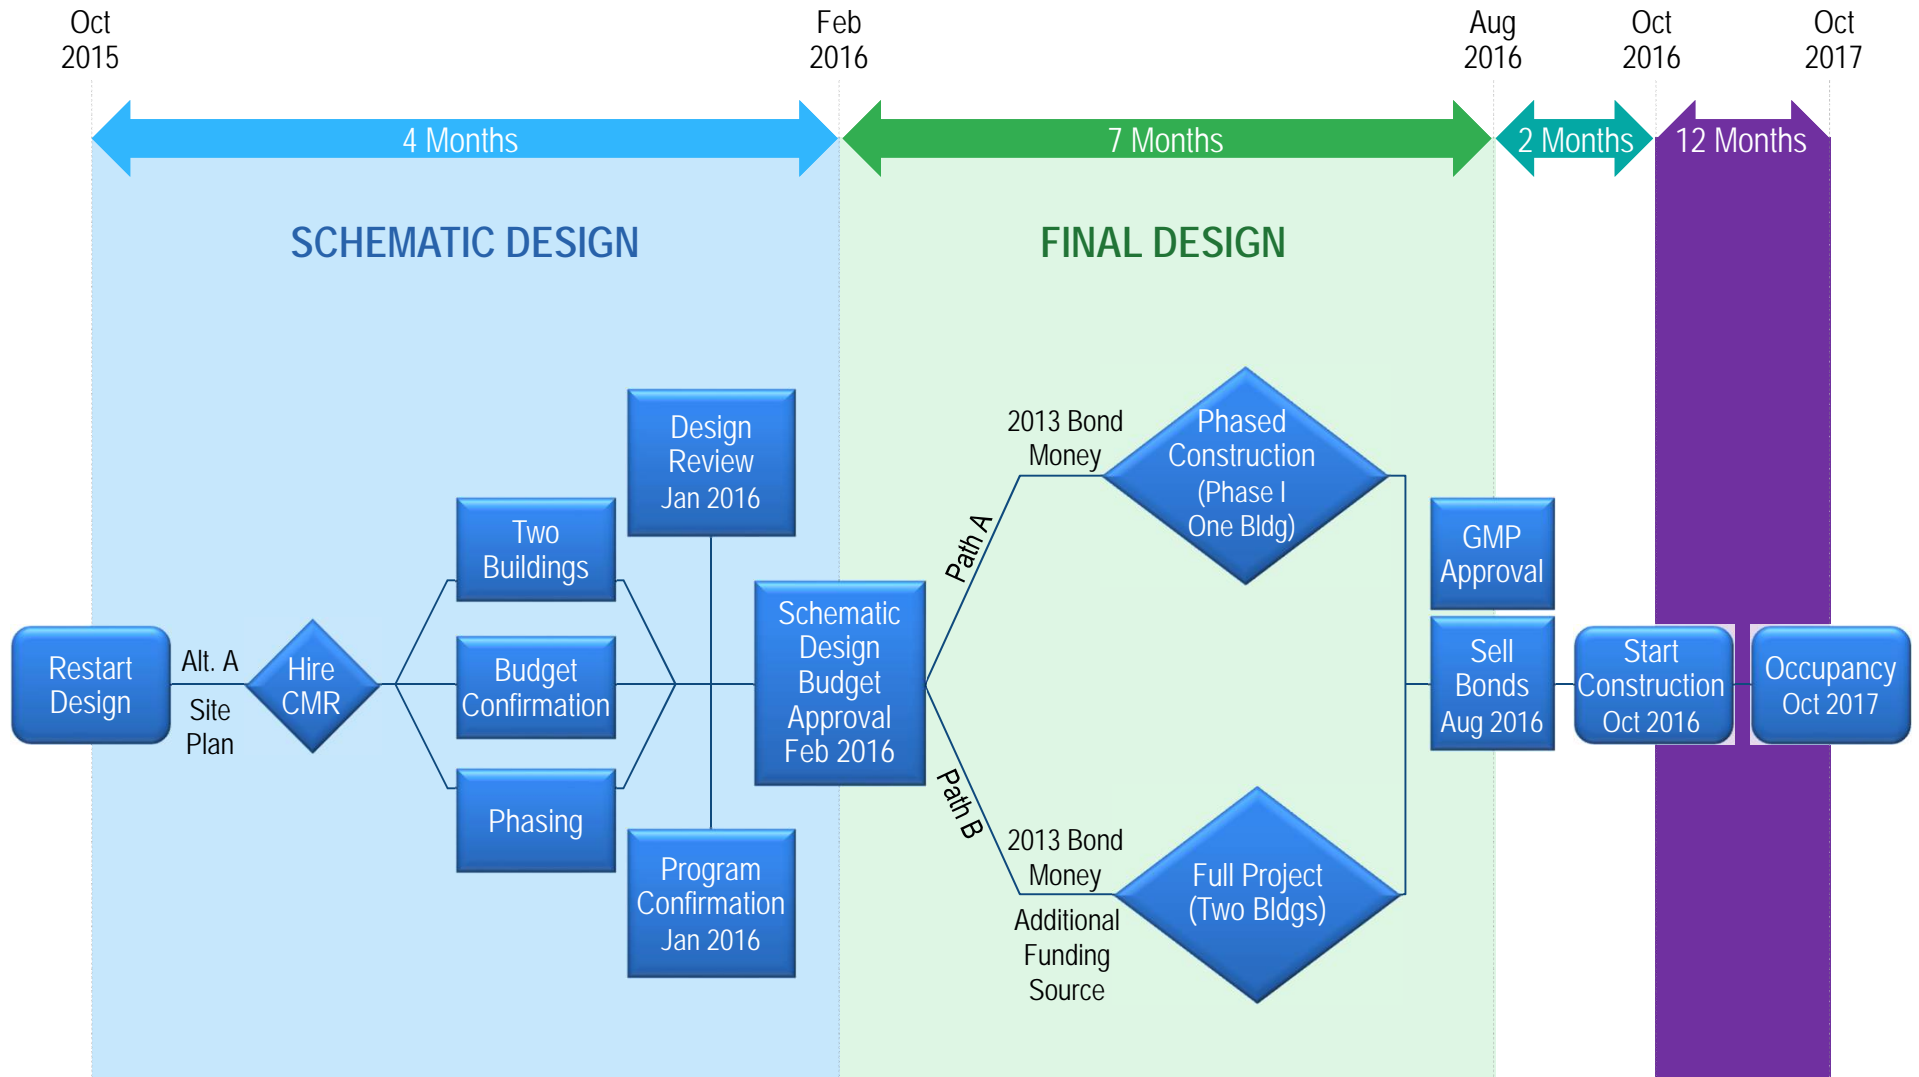 Oct
2015
Feb
2016
Aug
2016
Oct
2016
Oct
2017
4 Months
7 Months
2 Months
12 Months
SCHEMATIC DESIGN
FINAL DESIGN
Restart
Design
Alt. A
Site
Plan
Hire
CMR
Two
Buildings
Budget
Confirmation
Phasing
Design
Review
Jan 2016
Program
Confirmation
Jan 2016
Schematic
Design
Budget
Approval
Feb 2016
Path A
2013 Bond
Money
Phased
Construction
(Phase I
One Bldg)
Path B
2013 Bond
Money
Additional
Funding
Source
Full Project
(Two Bldgs)
GMP
Approval
Sell
Bonds
Aug 2016
Start
Construction
Oct 2016
Occupancy
Oct 2017